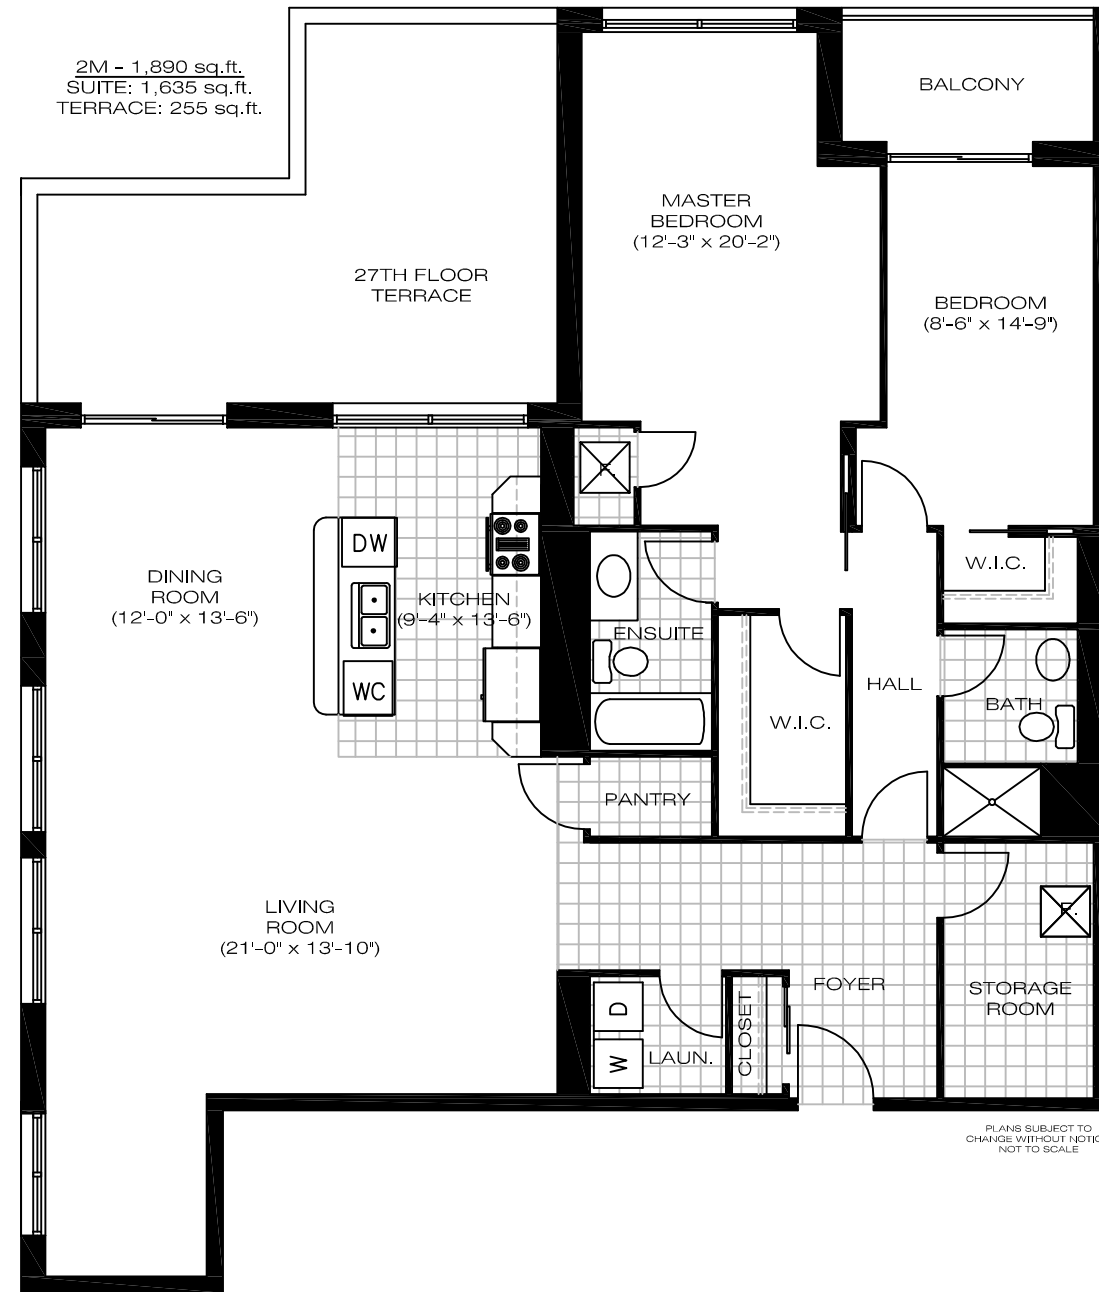 2M - 1,890 sq.ft.
SUITE: 1,635 sq.ft.
TERRACE: 255 sq.ft.
BALCONY
MASTER
BEDROOM
(12'-3" x 20'-2")
27TH FLOOR
TERRACE
BEDROOM
(8'-6" x 14'-9")
F.
DW
KITCHEN
(9'-4" x 13'-6")
DINING
ROOM
(12'-0" x 13'-6")
WC
ENSUITE
W.I.C.
HALL
BATH
W.I.C.
PANTRY
LIVING
ROOM
(21'-0" x 13'-10")
F.
FOYER
STORAGE
ROOM
D
W
LAUN.
CLOSET
PLANS SUBJECT TO
CHANGE WITHOUT
NOT TO SCALE